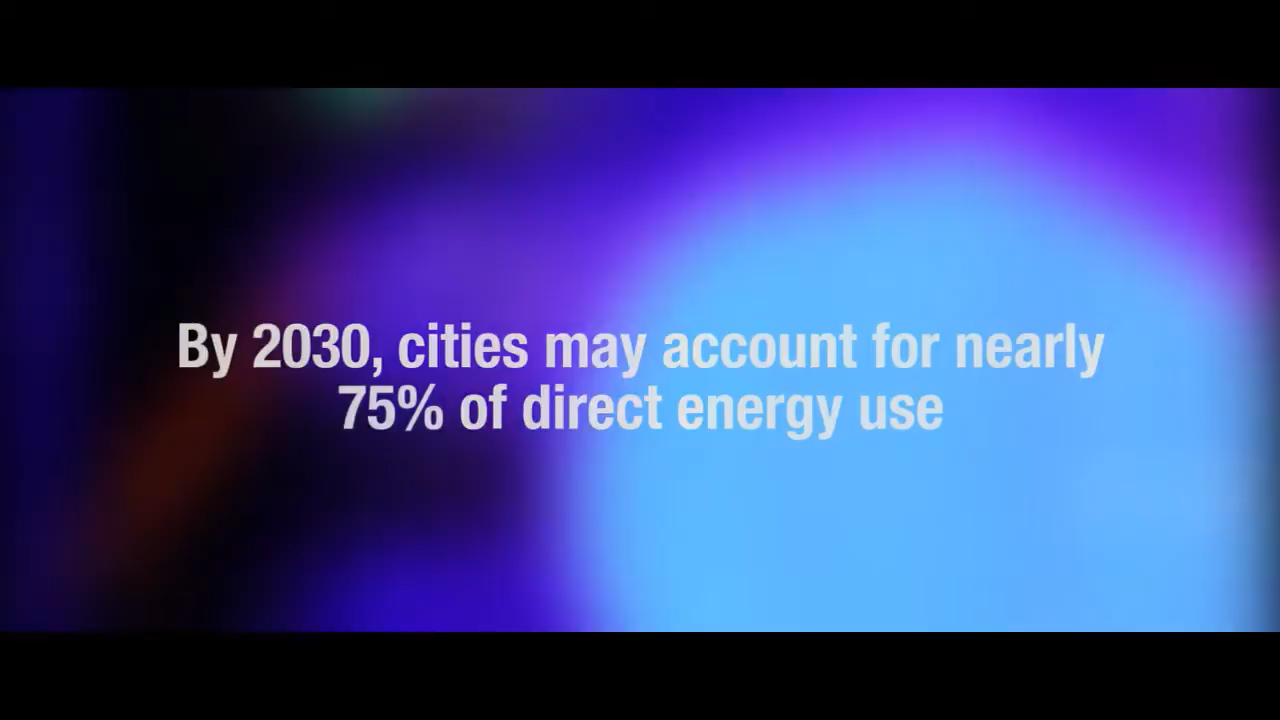 By 2030, cities may account for nearly
75% of direct energy use